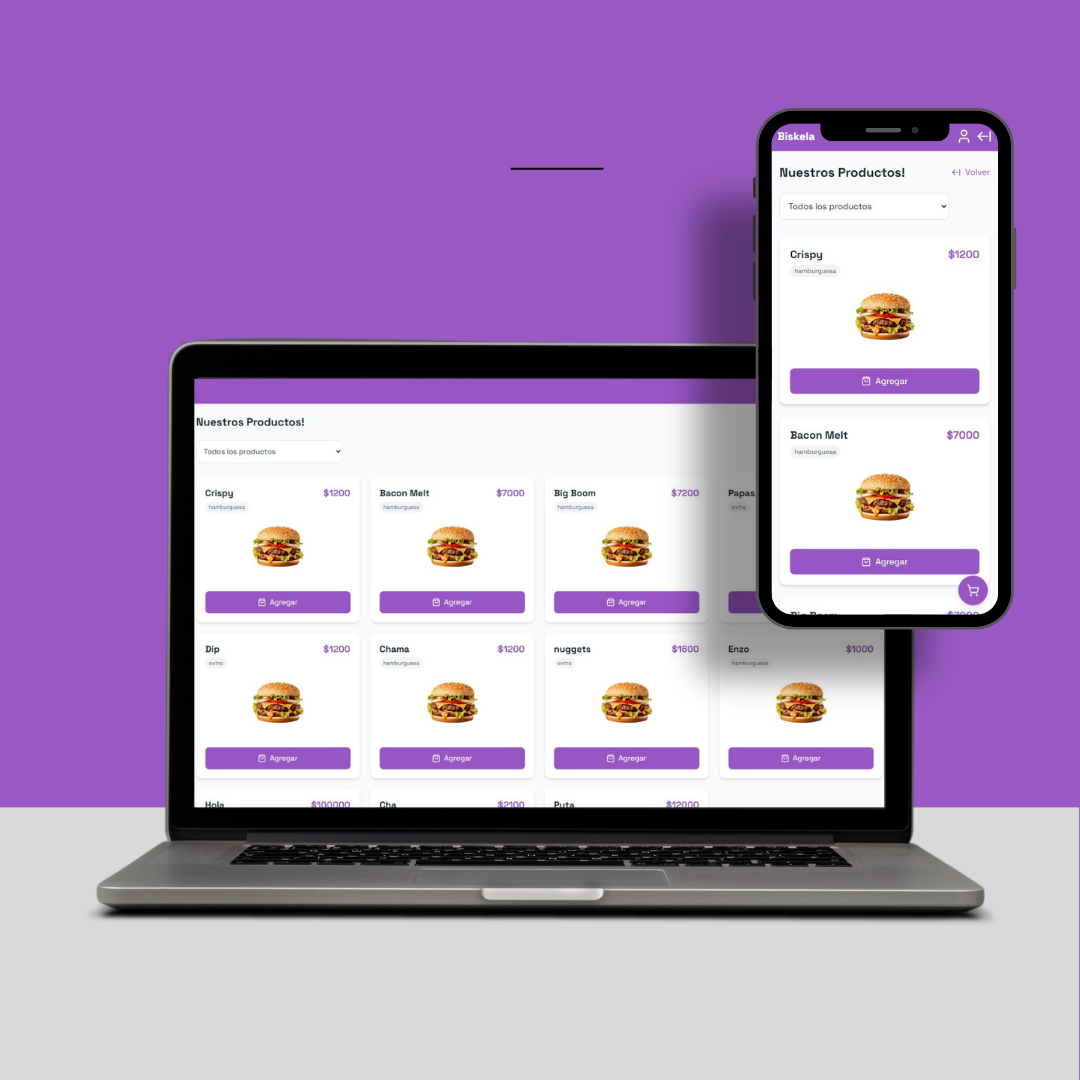 Biskela
Nuestros Productos!
Volver
Todos los productos
Crispy
$1200
hamburguesa
Agregar
Bacon Melt
$7000
hamburguesa
Agregar
Big Boom
$7200
Nuestros Productos!
Todos los productos
Crispy
$1200
hamburguesa
Agregar
Bacon Melt
$7000
hamburguesa
Agregar
Big Boom
$7200
hamburguesa
Agregar
Papas
extra
Dip
$1200
extra
Agregar
Chama
$1200
hamburguesa
Agregar
nuggets
$1600
extra
Agregar
Enzo
$1000
hamburguesa
Agregar
Hola
$100000
Cha
$2100
Puta
$12000